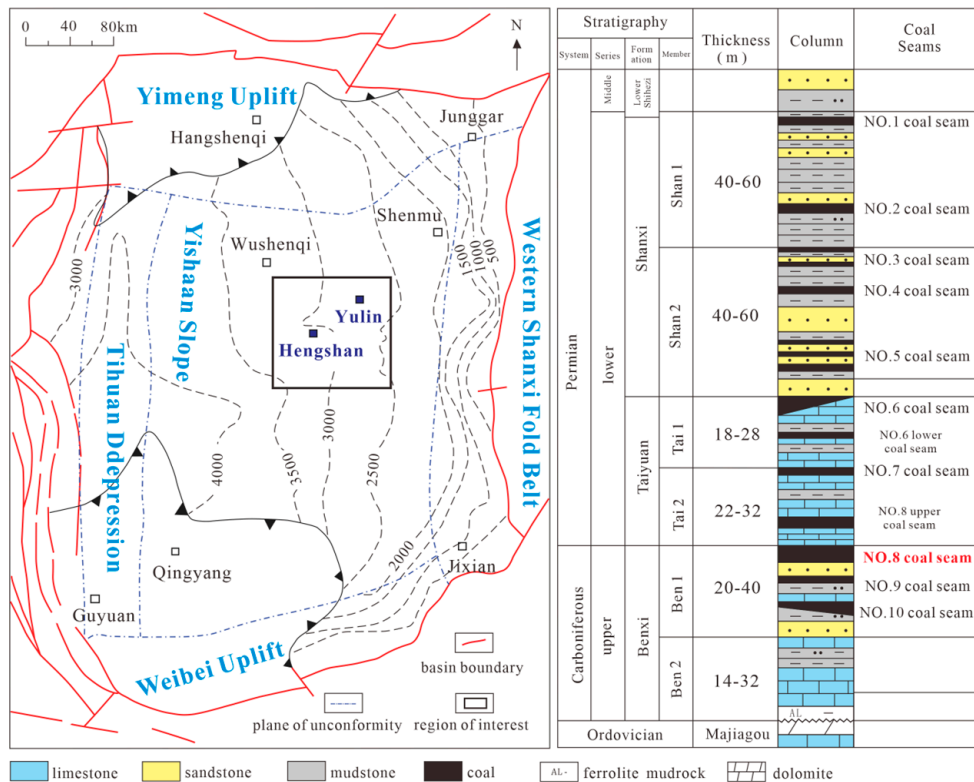 0 40 80km
N
Yimeng Uplift
Hangshenqi
Junggar
Shenmu
Wushenqi
Yulin
Hengshan
Yishaan Slope
Tihuan Ddepression
Western Shanxi Fold Belt
3000
1500
1000
500
4000
3500
3000
2500
2000
Qingyang
Guyuan
Jixian
Weibei Uplift
basin boundary
plane of unconformity
region of interest
Stratigraphy
System
Series
Form
ation
Member
Thickness
(m)
Column
Coal
Seams
Middle
Lower
Shihezi
Permian
lower
Shanxi
Shan 1
40-60
NO.1 coal seam
NO.2 coal seam
Shan 2
40-60
NO.3 coal seam
NO.4 coal seam
NO.5 coal seam
Taiyuan
Tai 1
18-28
NO.6 coal seam
NO.6 lower
coal seam
NO.7 coal seam
Tai 2
22-32
NO.8 upper
coal seam
Carboniferous
upper
Benxi
Ben 1
20-40
NO.8 coal seam
NO.9 coal seam
NO.10 coal seam
Ben 2
14-32
AL
Ordovician
Majiagou
limestone
sandstone
mudstone
coal
AL- ferrolite mudrock
dolomite